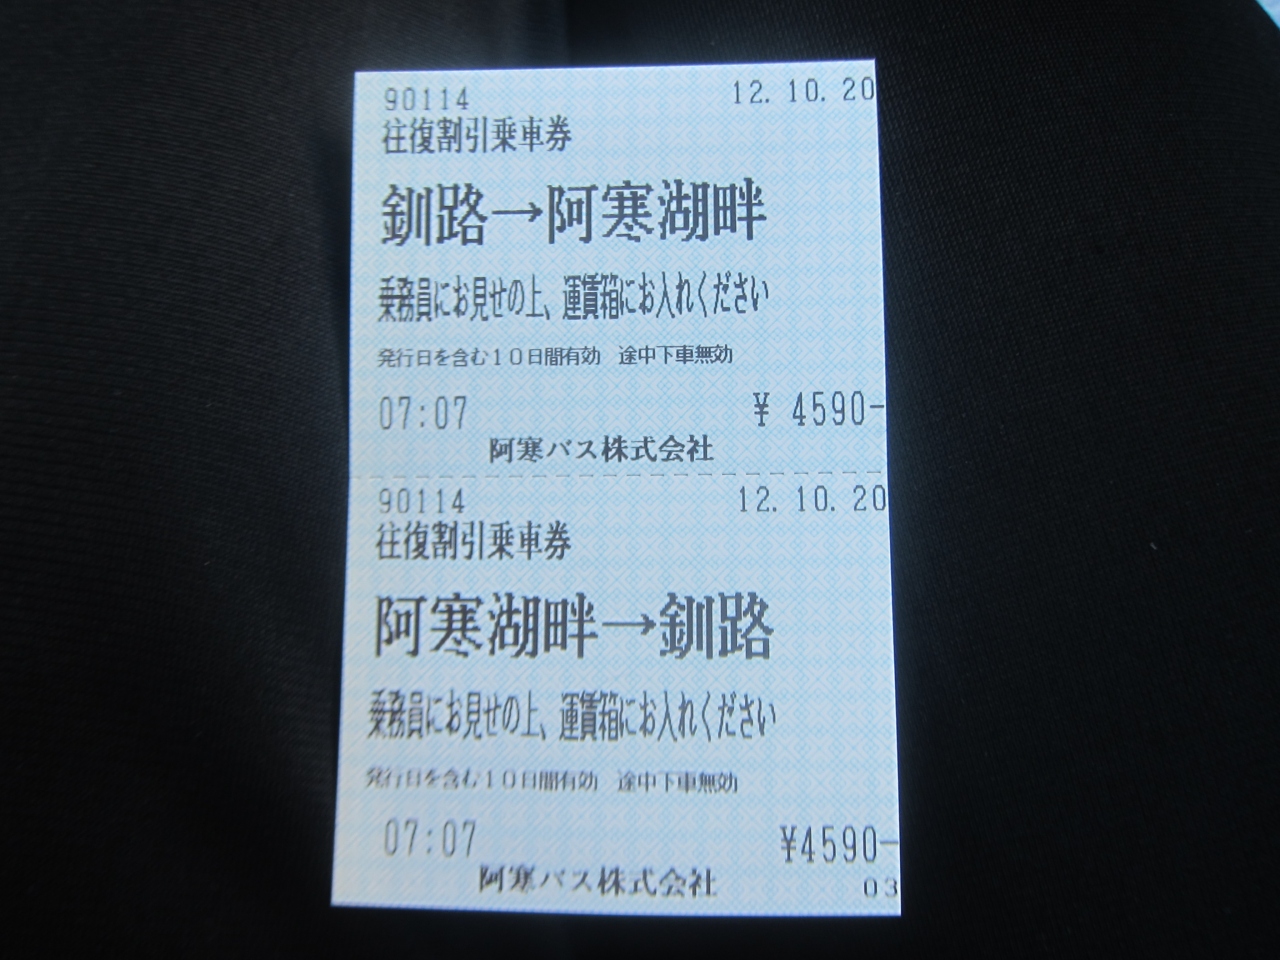 90114 12.10.20
往復割引乗車券
釧路→阿寒湖畔
乗務員にお見せの上、運賃箱にお入れください
発行日を含む10日間有効 途中下車無効
07:07 ¥ 4590-
阿寒バス株式会社
90114 12.10.20
往復割引乗車券
阿寒湖畔→釧路
乗務員にお見せの上、運賃箱にお入れください
発行日を含む10日間有効 途中下車無効
07:07 ¥4590-
阿寒バス株式会社 03